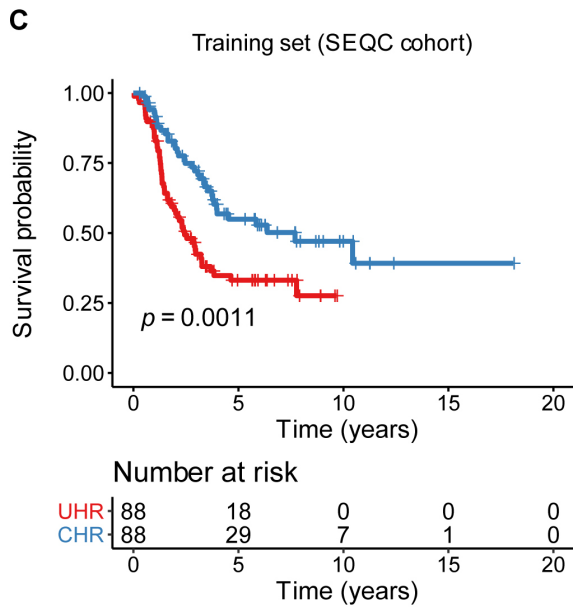 C
Training set (SEQC cohort)
Survival probability
1.00
0.75
0.50
0.25
0.00
p = 0.0011
0 5 10 15 20
Time (years)
Number at risk
UHR 88 18 0 0 0
CHR 88 29 7 1 0
0 5 10 15 20
Time (years)